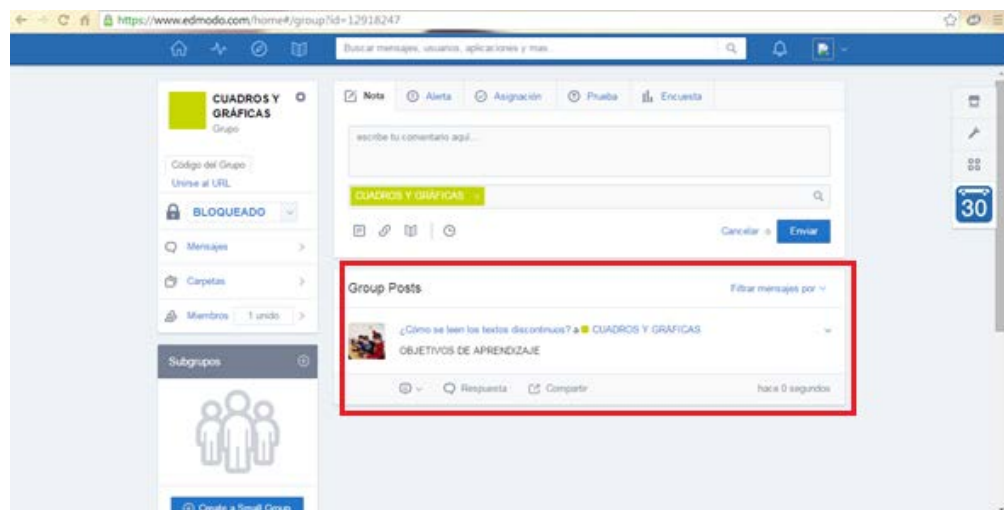 https://www.edmodo.com/home#/group?id=12918247
Buscar mensajes, usuarios, aplicaciones y mas...
CUADROS Y
GRÁFICAS
Grupo
Código del Grupo
Unirse al URL
BLOQUEADO
Mensajes
Carpetas
Miembros 1 unido
Subgrupos
Create a Small Group
Nota Alerta Asignación Prueba Encuesta
escribe tu comentario aquí...
CUADROS Y GRÁFICAS
Cancelar o Enviar
Group Posts Filtrar mensajes por
¿Cómo se leen los textos discontinuos? a CUADROS Y GRÁFICAS
OBJETIVOS DE APRENDIZAJE
Respuesta Compartir hace 0 segundos
30